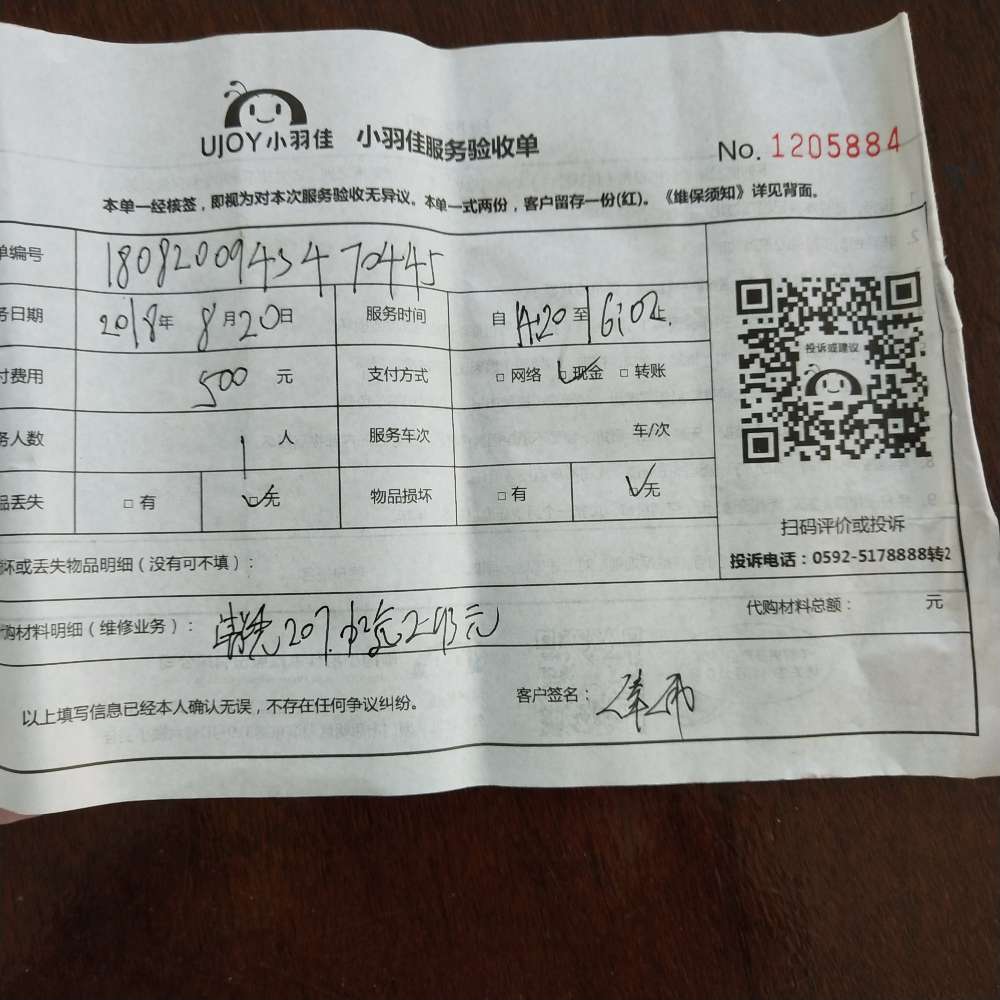 UJOY小羽佳 小羽佳服务验收单 No. 1205884
本单一经核签，即视为对本次服务验收无异议。本单一式两份，客户留存一份(红)。《维保须知》详见背面。
单编号 180820094347044​5
务日期 2018年 8月20日 服务时间 自 14:20 至 16:02止
付费用 500 元 支付方式 □网络 □现金 □转账
务人数 1 人 服务车次 车/次
品丢失 □有 □无 物品损坏 □有 □无
投诉或建议
扫码评价或投诉
投诉电话：0592-5178888转2
坏或丢失物品明细（没有可不填）：
购材料明细（维修业务）： 元
代购材料总额： 元
以上填写信息已经本人确认无误，不存在任何争议纠纷。 客户签名：